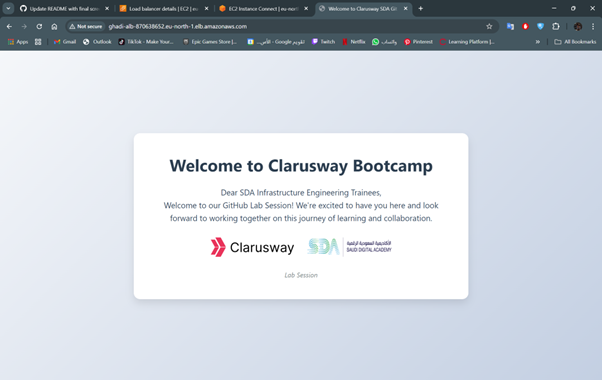 Update README with final scre
Load balancer details | EC2 | eu-
EC2 Instance Connect | eu-nort
Welcome to Clarusway SDA Gi
Not secure
ghadi-alb-870638652.eu-north-1.elb.amazonaws.com
Apps
Gmail
Outlook
TikTok - Make Your...
Epic Games Store |...
تقويم Google - الأس...
Twitch
Netflix
واتساب
Pinterest
Learning Platform |...
All Bookmarks
Welcome to Clarusway Bootcamp
Dear SDA Infrastructure Engineering Trainees,
Welcome to our GitHub Lab Session! We're excited to have you here and look
forward to working together on this journey of learning and collaboration.
Clarusway
SDA
الأكاديمية السعودية الرقمية
SAUDI DIGITAL ACADEMY
Lab Session